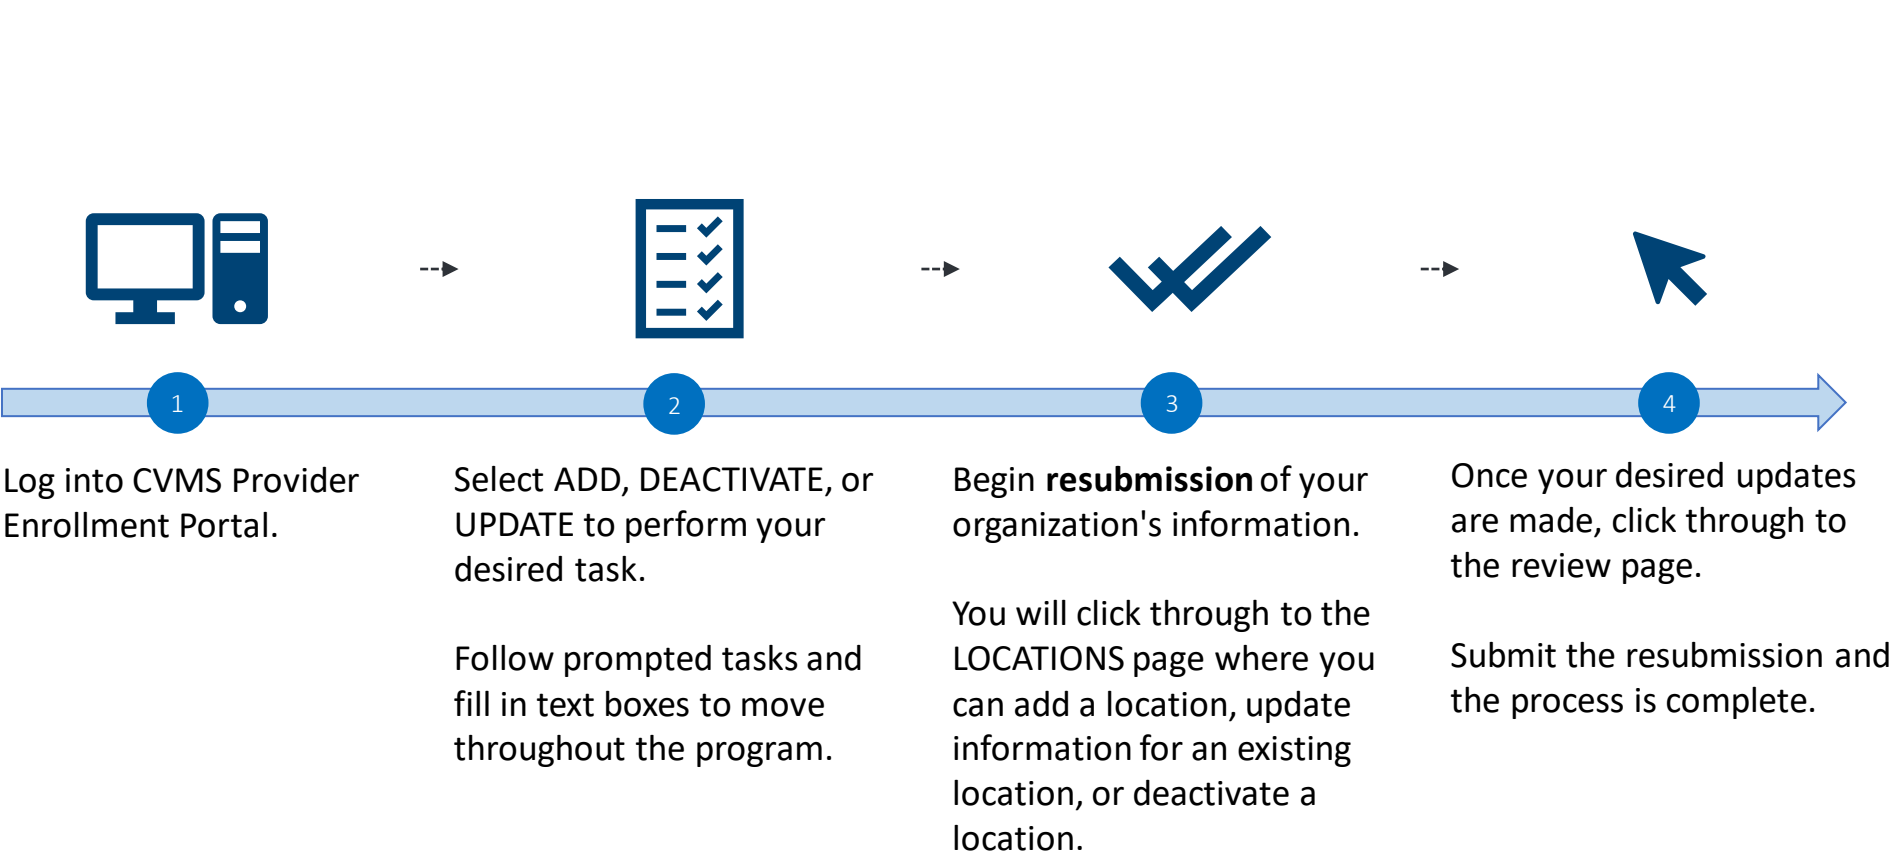 1
Log into CVMS Provider
Enrollment Portal.
2
Select ADD, DEACTIVATE, or
UPDATE to perform your
desired task.
Follow prompted tasks and
fill in text boxes to move
throughout the program.
3
Begin resubmission of your
organization's information.
You will click through to the
LOCATIONS page where you
can add a location, update
information for an existing
location, or deactivate a
location.
4
Once your desired updates
are made, click through to
the review page.
Submit the resubmission and
the process is complete.